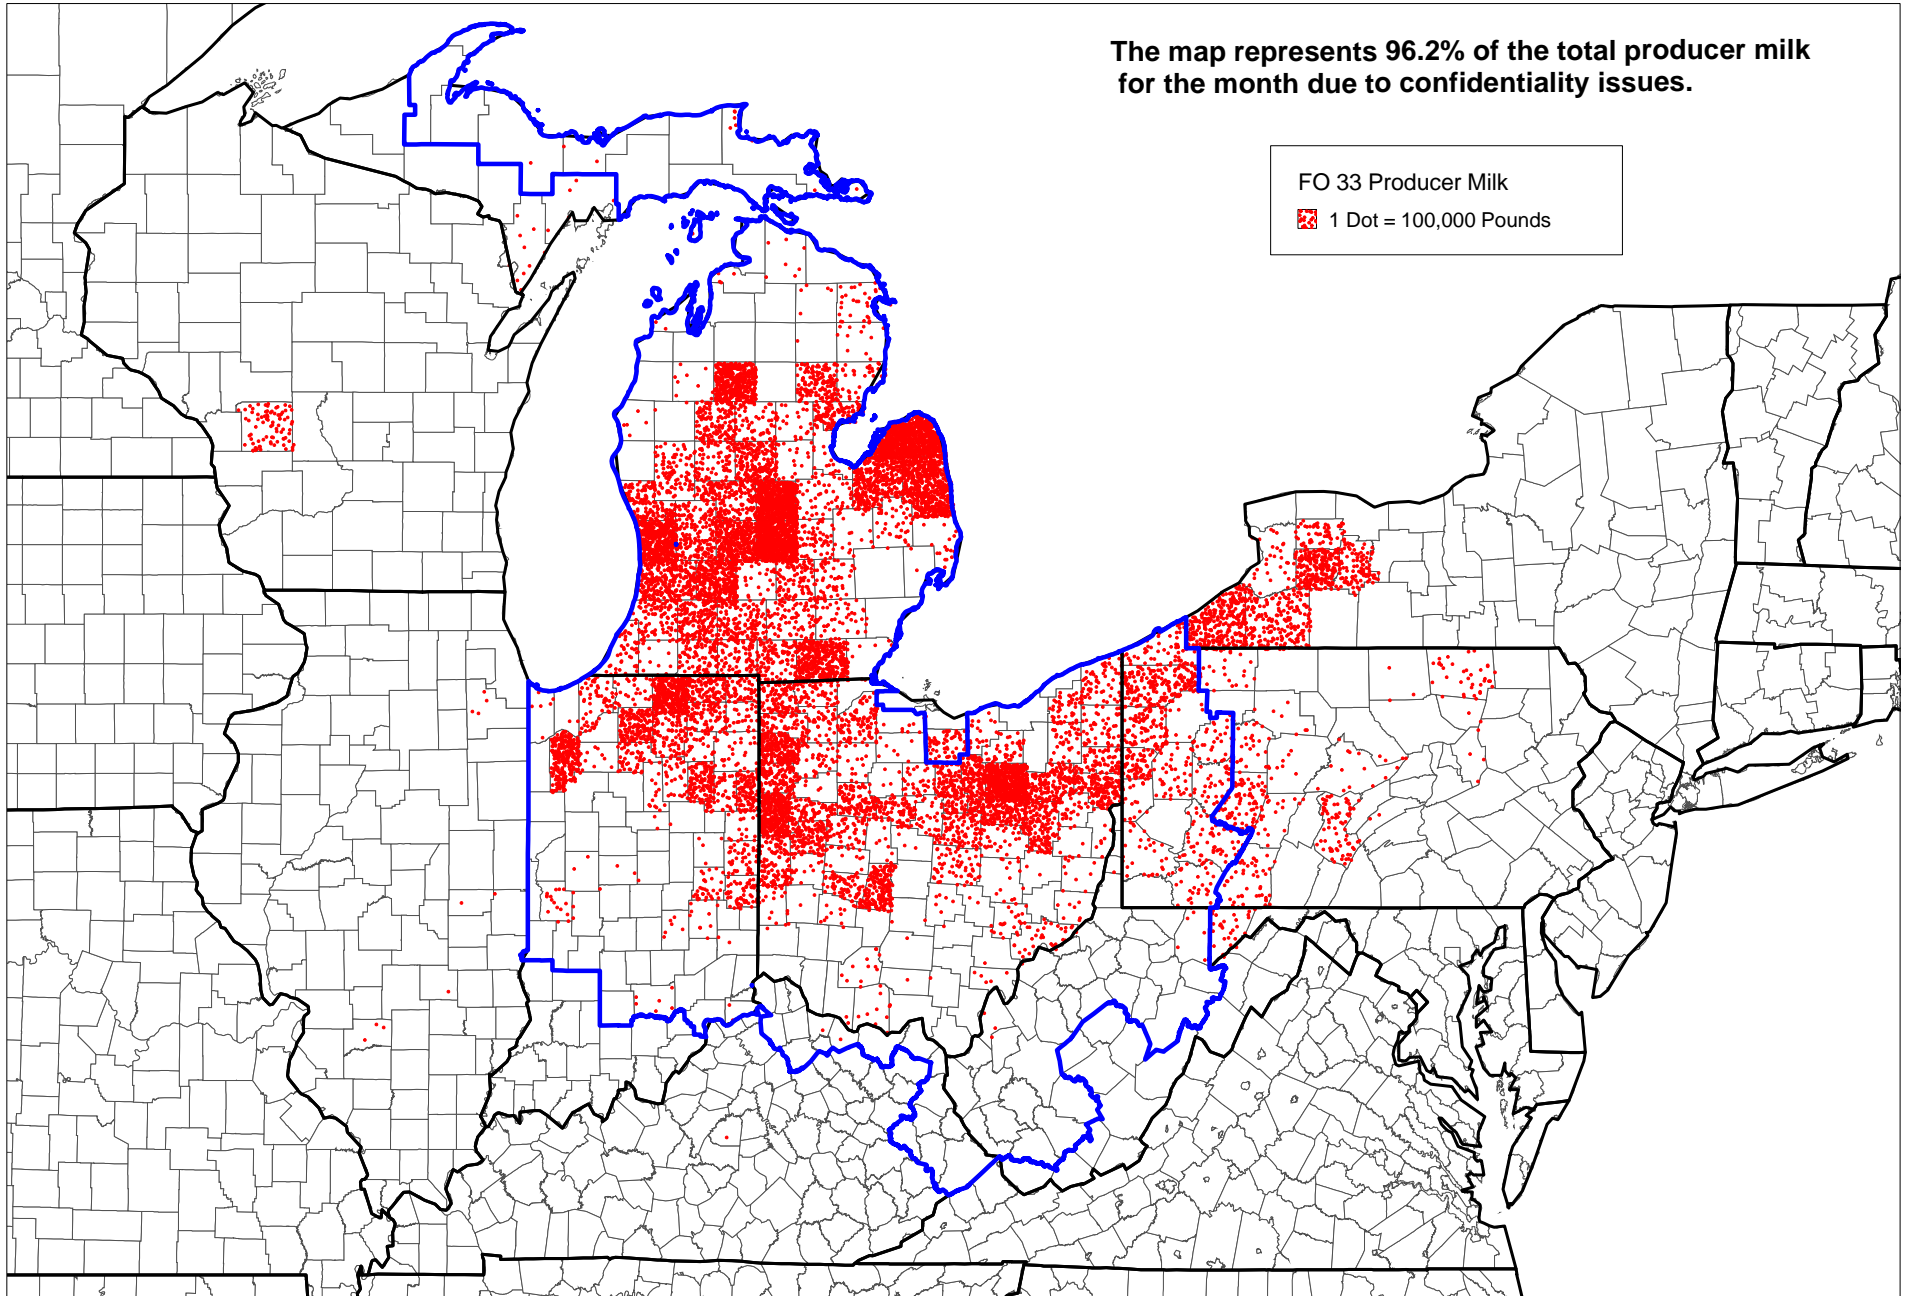 The map represents 96.2% of the total producer milk
for the month due to confidentiality issues.
FO 33 Producer Milk
1 Dot = 100,000 Pounds